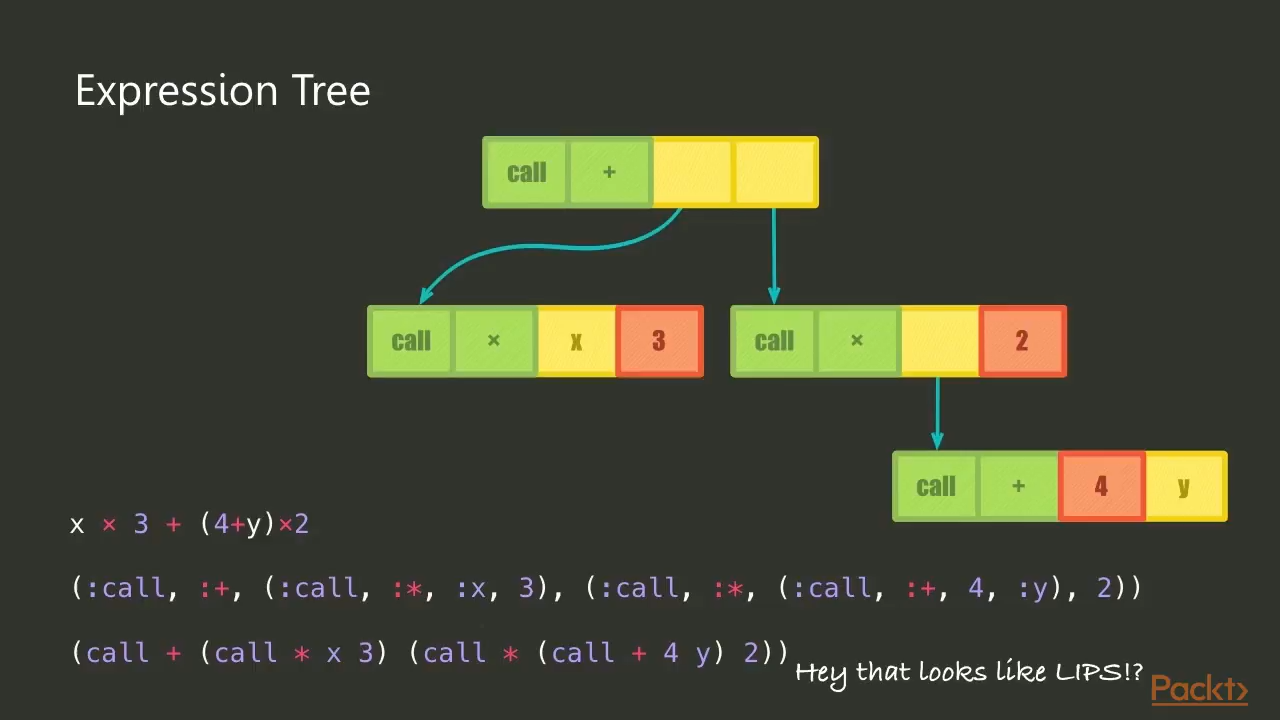 Expression Tree
call +
call × x 3
call × 2
call + 4 y
x × 3 + (4+y)×2
(:call, :+, (:call, :*, :x, 3), (:call, :*, (:call, :+, 4, :y), 2))
(call + (call * x 3) (call * (call + 4 y) 2))
Hey that looks like LIPS!?
Packt>